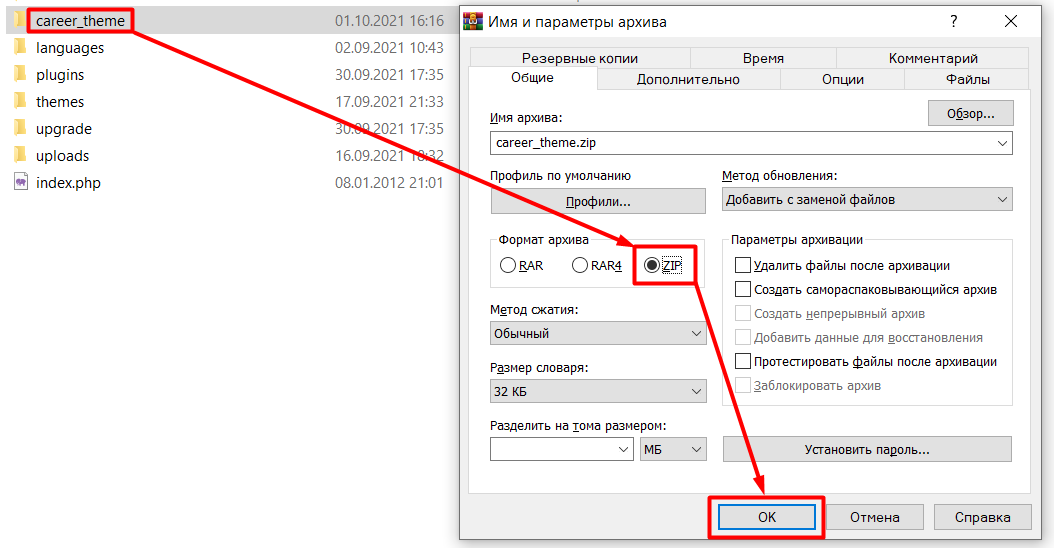 career_theme 01.10.2021 16:16
languages 02.09.2021 10:43
plugins 30.09.2021 17:35
themes 17.09.2021 21:33
upgrade 30.09.2021 17:35
uploads 16.09.2021 18:32
index.php 08.01.2012 21:01
Имя и параметры архива ?
Резервные копии Время Комментарий
Общие Дополнительно Опции Файлы
Имя архива: Обзор...
career_theme.zip
Профиль по умолчанию Метод обновления:
Профили... Добавить с заменой файлов
Формат архива Параметры архивации
RAR RAR4 ZIP Удалить файлы после архивации
Создать самораспаковывающийся архив
Метод сжатия: Создать непрерывный архив
Обычный Добавить данные для восстановления
Протестировать файлы после архивации
Размер словаря: Заблокировать архив
32 КБ
Разделить на тома размером:
МБ Установить пароль...
OK Отмена Справка